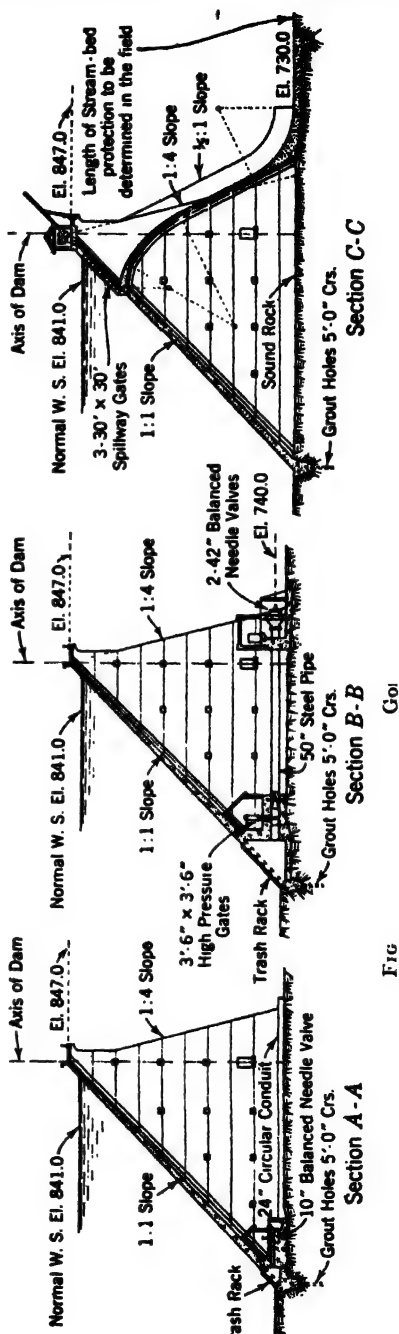 Axis of Dam
El. 847.0
Normal W. S. El. 841.0
1:4 Slope
1.1 Slope
24" Circular Conduit
10" Balanced Needle Valve
Grout Holes 5'-0" Crs.
rash Rack
Section A-A
Axis of Dam
El. 847.0
Normal W. S. El. 841.0
1:4 Slope
1:1 Slope
2-42" Balanced
Needle Valves
El. 740.0
3'-6" x 3'-6"
High Pressure
Gates
Trash Rack
50" Steel Pipe
Grout Holes 5'-0" Crs.
Section B-B
Axis of Dam
El. 847.0
Normal W. S. El. 841.0
Length of Stream-bed
protection to be
determined in the field
3-30' x 30'
Spillway Gates
1:4 Slope
½:1 Slope
1:1 Slope
El. 730.0
Sound Rock
Grout Holes 5'-0" Crs.
Section C-C
FIG
Gol